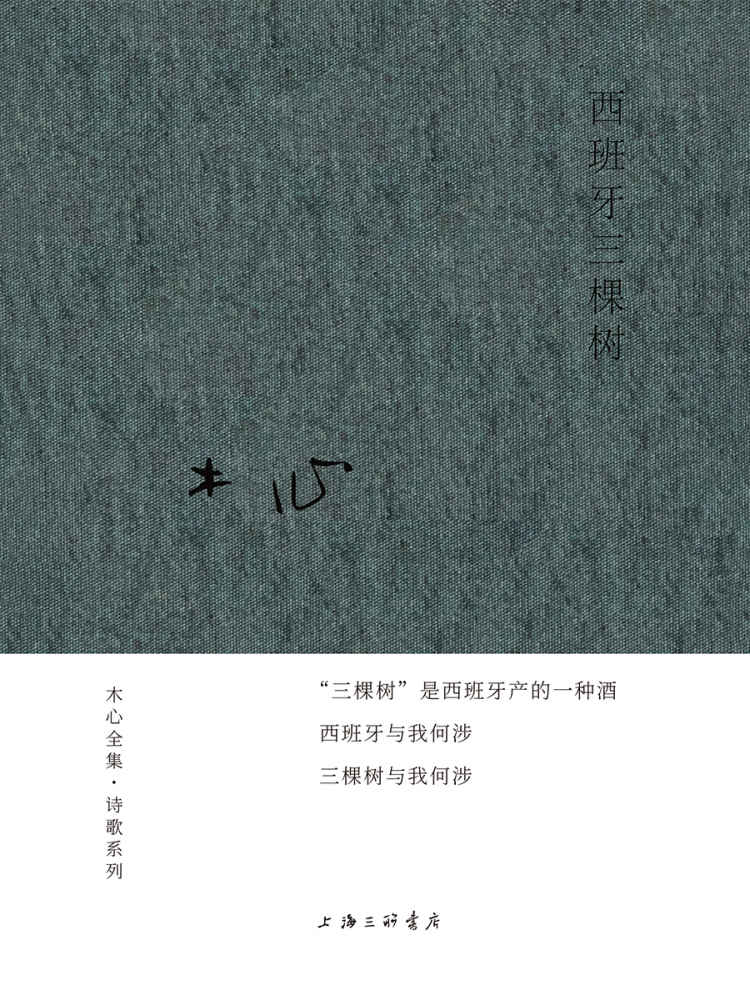 西班牙三棵树
木心
“三棵树”是西班牙产的一种酒
西班牙与我何涉
三棵树与我何涉
木心全集·诗歌系列
上海三联书店